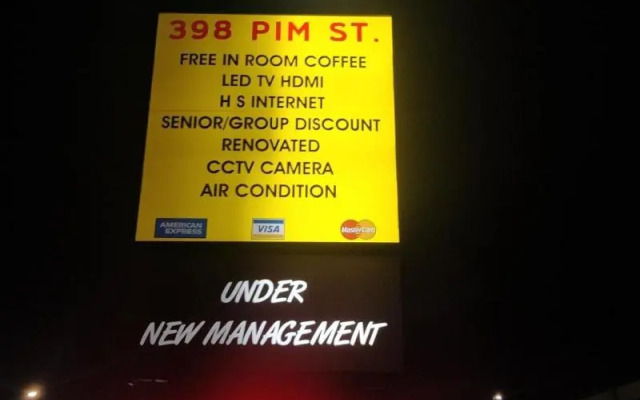 398 PIM ST.
FREE IN ROOM COFFEE
LED TV HDMI
H S INTERNET
SENIOR/GROUP DISCOUNT
RENOVATED
CCTV CAMERA
AIR CONDITION
AMERICAN EXPRESS
VISA
MasterCard
UNDER
NEW MANAGEMENT